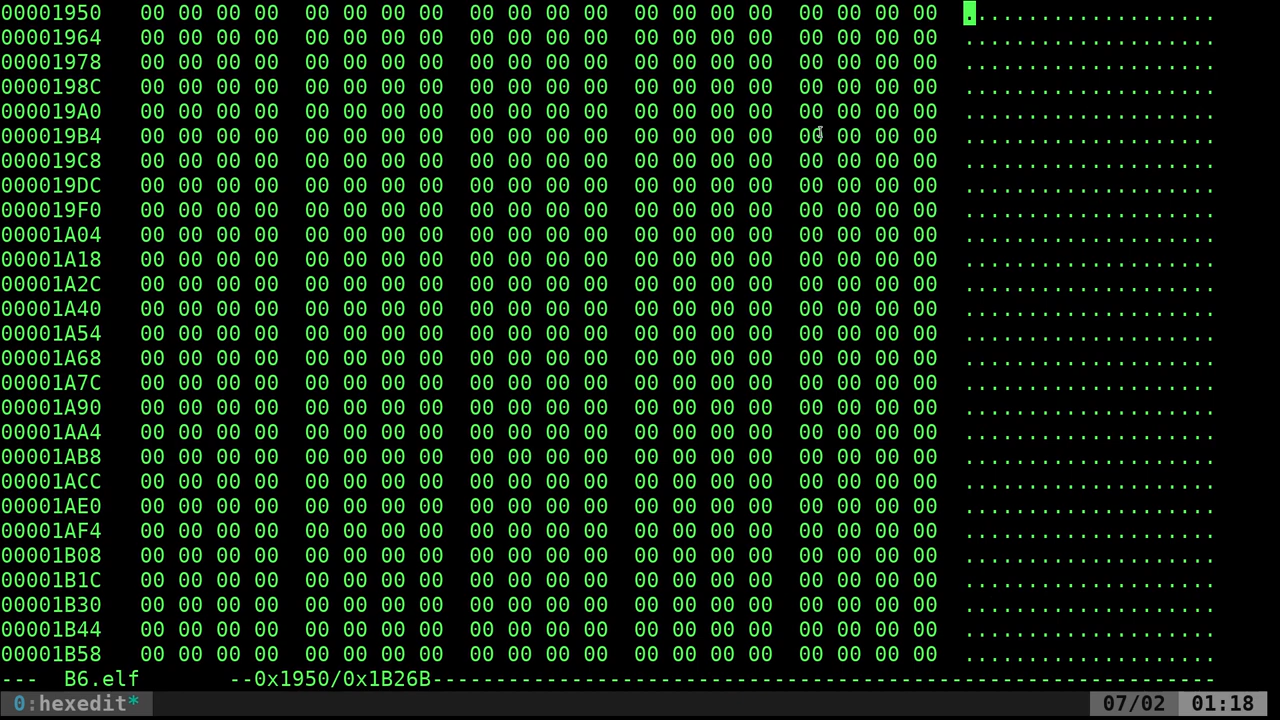 00001950 00 00 00 00 00 00 00 00 00 00 00 00 00 00 00 00 00 00 00 00 ....................
00001964 00 00 00 00 00 00 00 00 00 00 00 00 00 00 00 00 00 00 00 00 ....................
00001978 00 00 00 00 00 00 00 00 00 00 00 00 00 00 00 00 00 00 00 00 ....................
0000198C 00 00 00 00 00 00 00 00 00 00 00 00 00 00 00 00 00 00 00 00 ....................
000019A0 00 00 00 00 00 00 00 00 00 00 00 00 00 00 00 00 00 00 00 00 ....................
000019B4 00 00 00 00 00 00 00 00 00 00 00 00 00 00 00 00 00 00 00 00 ....................
000019C8 00 00 00 00 00 00 00 00 00 00 00 00 00 00 00 00 00 00 00 00 ....................
000019DC 00 00 00 00 00 00 00 00 00 00 00 00 00 00 00 00 00 00 00 00 ....................
000019F0 00 00 00 00 00 00 00 00 00 00 00 00 00 00 00 00 00 00 00 00 ....................
00001A04 00 00 00 00 00 00 00 00 00 00 00 00 00 00 00 00 00 00 00 00 ....................
00001A18 00 00 00 00 00 00 00 00 00 00 00 00 00 00 00 00 00 00 00 00 ....................
00001A2C 00 00 00 00 00 00 00 00 00 00 00 00 00 00 00 00 00 00 00 00 ....................
00001A40 00 00 00 00 00 00 00 00 00 00 00 00 00 00 00 00 00 00 00 00 ....................
00001A54 00 00 00 00 00 00 00 00 00 00 00 00 00 00 00 00 00 00 00 00 ....................
00001A68 00 00 00 00 00 00 00 00 00 00 00 00 00 00 00 00 00 00 00 00 ....................
00001A7C 00 00 00 00 00 00 00 00 00 00 00 00 00 00 00 00 00 00 00 00 ....................
00001A90 00 00 00 00 00 00 00 00 00 00 00 00 00 00 00 00 00 00 00 00 ....................
00001AA4 00 00 00 00 00 00 00 00 00 00 00 00 00 00 00 00 00 00 00 00 ....................
00001AB8 00 00 00 00 00 00 00 00 00 00 00 00 00 00 00 00 00 00 00 00 ....................
00001ACC 00 00 00 00 00 00 00 00 00 00 00 00 00 00 00 00 00 00 00 00 ....................
00001AE0 00 00 00 00 00 00 00 00 00 00 00 00 00 00 00 00 00 00 00 00 ....................
00001AF4 00 00 00 00 00 00 00 00 00 00 00 00 00 00 00 00 00 00 00 00 ....................
00001B08 00 00 00 00 00 00 00 00 00 00 00 00 00 00 00 00 00 00 00 00 ....................
00001B1C 00 00 00 00 00 00 00 00 00 00 00 00 00 00 00 00 00 00 00 00 ....................
00001B30 00 00 00 00 00 00 00 00 00 00 00 00 00 00 00 00 00 00 00 00 ....................
00001B44 00 00 00 00 00 00 00 00 00 00 00 00 00 00 00 00 00 00 00 00 ....................
00001B58 00 00 00 00 00 00 00 00 00 00 00 00 00 00 00 00 00 00 00 00 ....................
--- B6.elf --0x1950/0x1B26B--------------------------------------------------------------
0:hexedit* 07/02 01:18